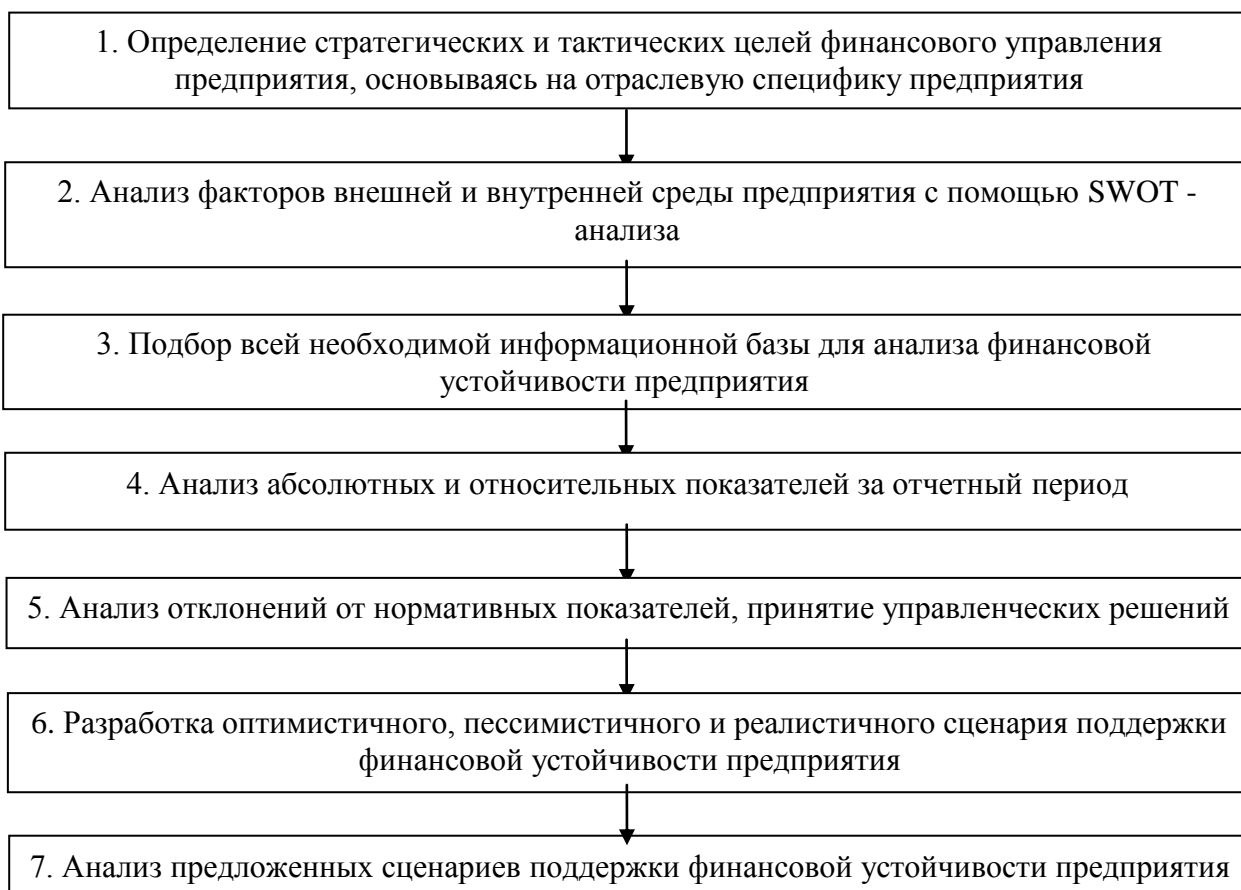 1. Определение стратегических и тактических целей финансового управления
предприятия, основываясь на отраслевую специфику предприятия
2. Анализ факторов внешней и внутренней среды предприятия с помощью SWOT -
анализа
3. Подбор всей необходимой информационной базы для анализа финансовой
устойчивости предприятия
4. Анализ абсолютных и относительных показателей за отчетный период
5. Анализ отклонений от нормативных показателей, принятие управленческих решений
6. Разработка оптимистичного, пессимистичного и реалистичного сценария поддержки
финансовой устойчивости предприятия
7. Анализ предложенных сценариев поддержки финансовой устойчивости предприятия